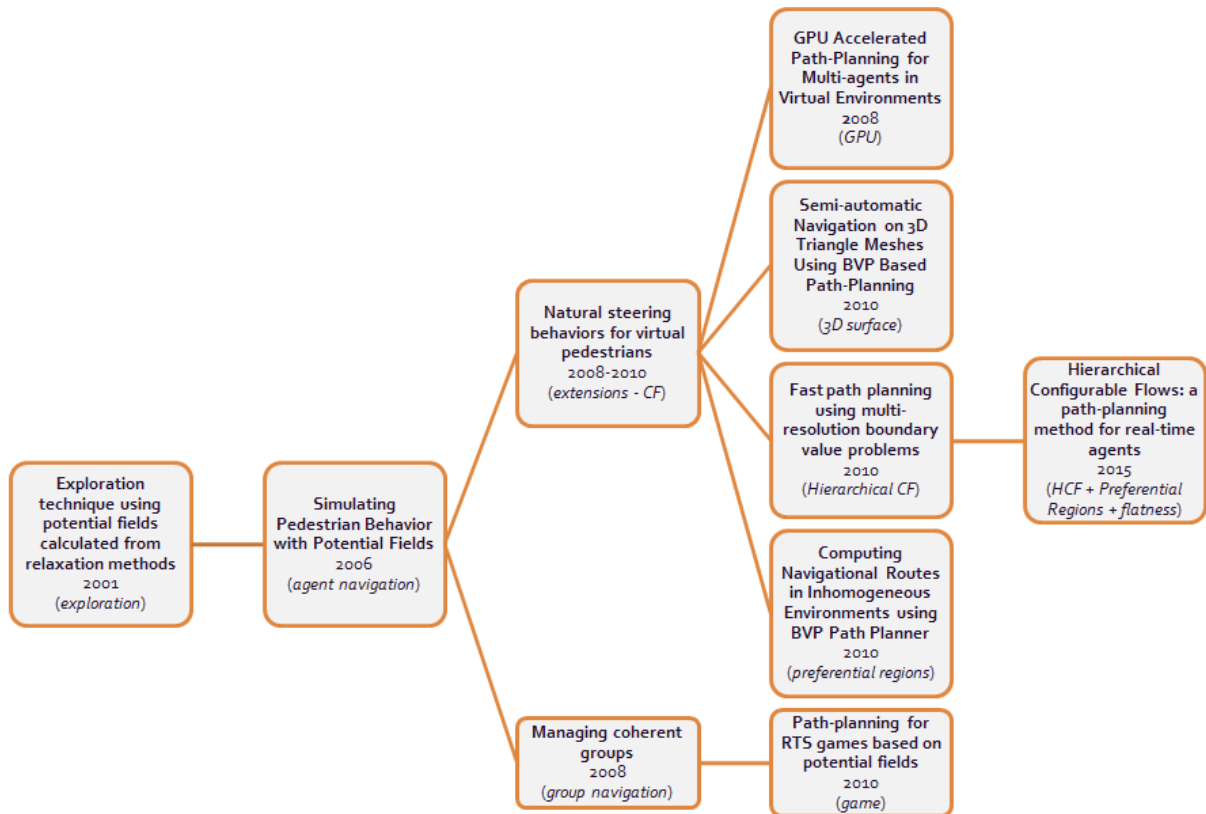 Exploration
technique using
potential fields
calculated from
relaxation methods
2001
(exploration)
Simulating
Pedestrian Behavior
with Potential Fields
2006
(agent navigation)
Natural steering
behaviors for virtual
pedestrians
2008-2010
(extensions - CF)
Managing coherent
groups
2008
(group navigation)
GPU Accelerated
Path-Planning for
Multi-agents in
Virtual Environments
2008
(GPU)
Semi-automatic
Navigation on 3D
Triangle Meshes
Using BVP Based
Path-Planning
2010
(3D surface)
Fast path planning
using multi-
resolution boundary
value problems
2010
(Hierarchical CF)
Computing
Navigational Routes
in Inhomogeneous
Environments using
BVP Path Planner
2010
(preferential regions)
Path-planning for
RTS games based on
potential fields
2010
(game)
Hierarchical
Configurable Flows: a
path-planning
method for real-time
agents
2015
(HCF + Preferential
Regions + flatness)